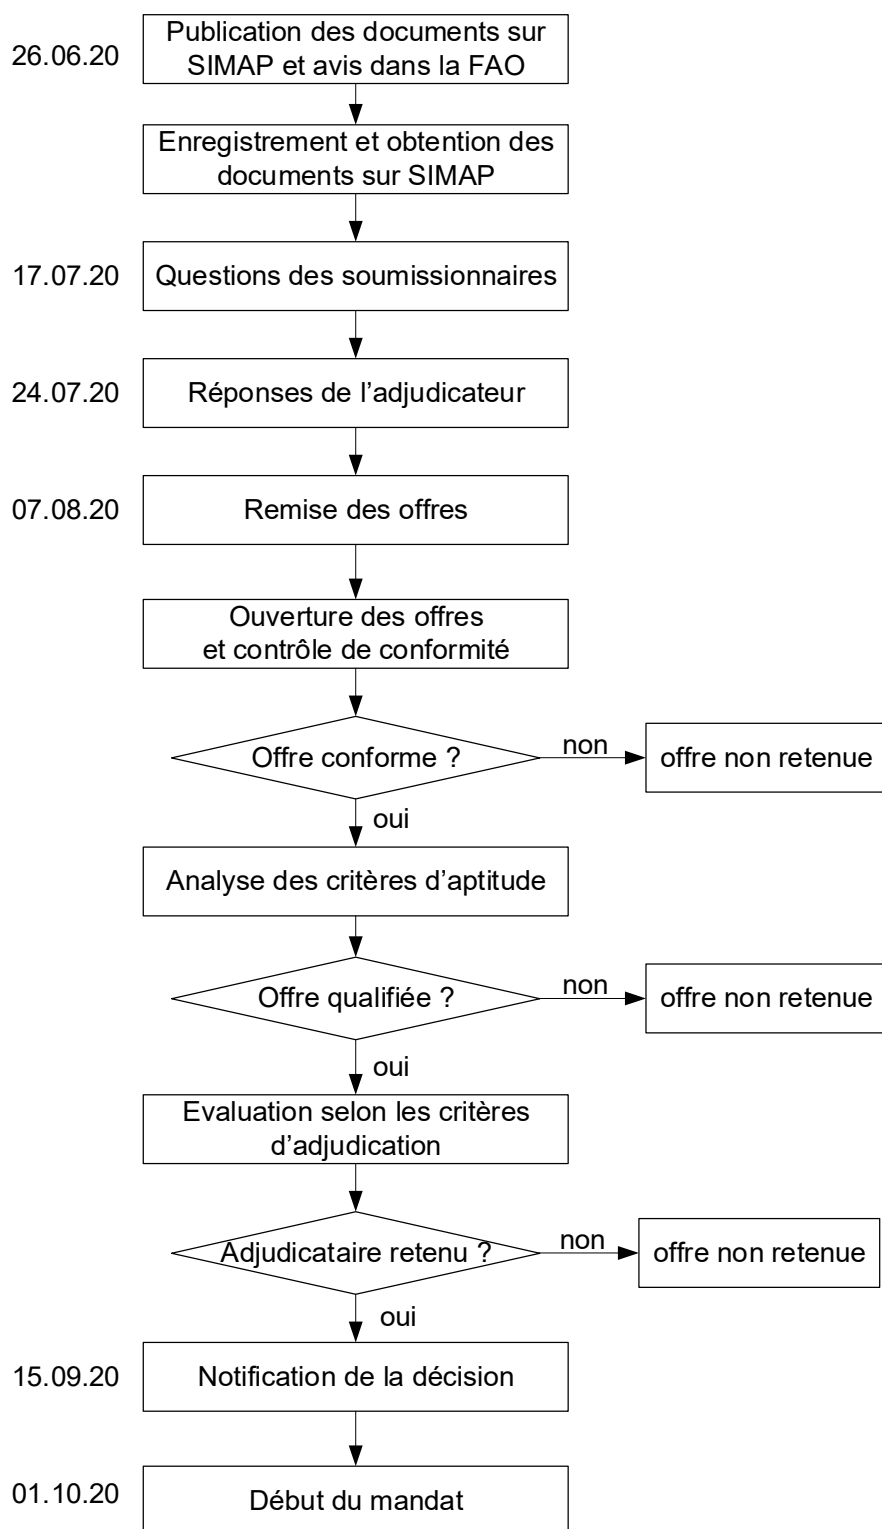 26.06.20
Publication des documents sur
SIMAP et avis dans la FAO
Enregistrement et obtention des
documents sur SIMAP
17.07.20
Questions des soumissionnaires
24.07.20
Réponses de l’adjudicateur
07.08.20
Remise des offres
Ouverture des offres
et contrôle de conformité
Offre conforme ?
non
offre non retenue
oui
Analyse des critères d’aptitude
Offre qualifiée ?
non
offre non retenue
oui
Evaluation selon les critères
d’adjudication
Adjudicataire retenu ?
non
offre non retenue
oui
15.09.20
Notification de la décision
01.10.20
Début du mandat